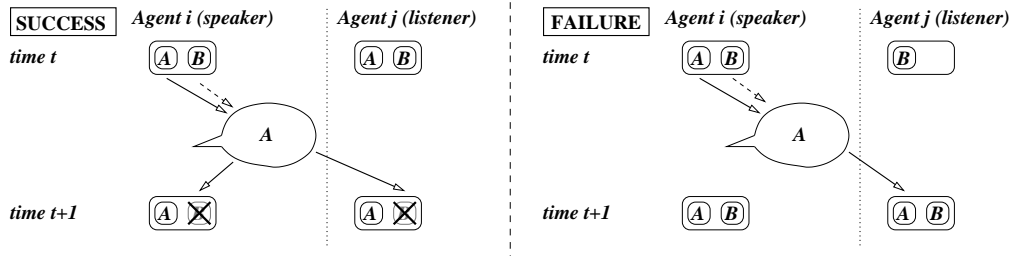 SUCCESS Agent i (speaker) Agent j (listener)
time t A B A B
A
time t+1 A A
FAILURE Agent i (speaker) Agent j (listener)
time t A B B
A
time t+1 A B A B